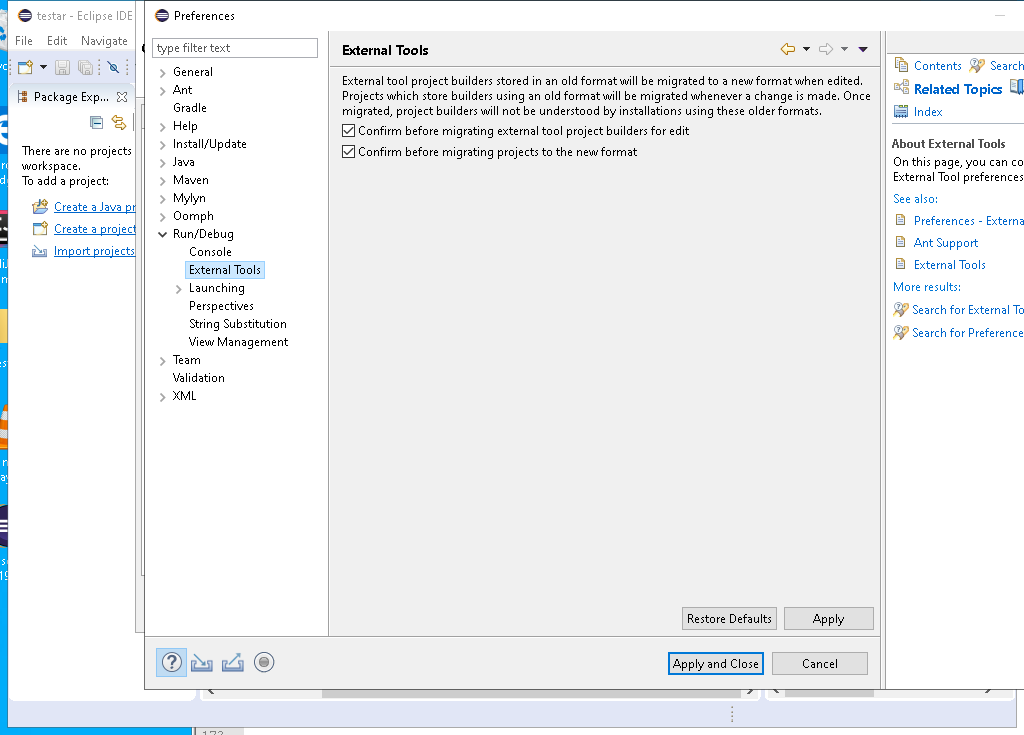 testar - Eclipse IDE
File Edit Navigate
Package Exp...
There are no projects
workspace.
To add a project:
Create a Java pr
Create a project
Import projects
Preferences
type filter text
General
Ant
Gradle
Help
Install/Update
Java
Maven
Mylyn
Oomph
Run/Debug
Console
External Tools
Launching
Perspectives
String Substitution
View Management
Team
Validation
XML
External Tools
External tool project builders stored in an old format will be migrated to a new format when edited.
Projects which store builders using an old format will be migrated whenever a change is made. Once
migrated, project builders will not be understood by installations using these older formats.
Confirm before migrating external tool project builders for edit
Confirm before migrating projects to the new format
Restore Defaults Apply
Apply and Close Cancel
Contents Search
Related Topics
Index
About External Tools
On this page, you can co
External Tool preferences
See also:
Preferences - Externa
Ant Support
External Tools
More results:
Search for External To
Search for Preference